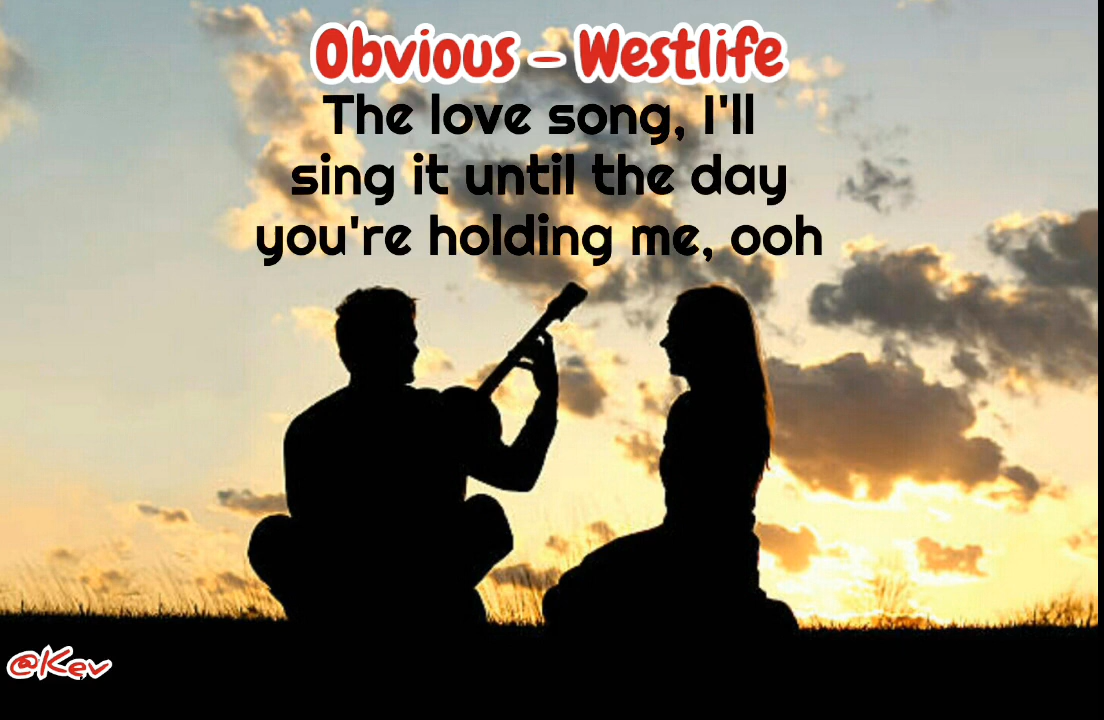 Obvious - Westlife
The love song, I'll
sing it until the day
you're holding me, ooh
@Kev